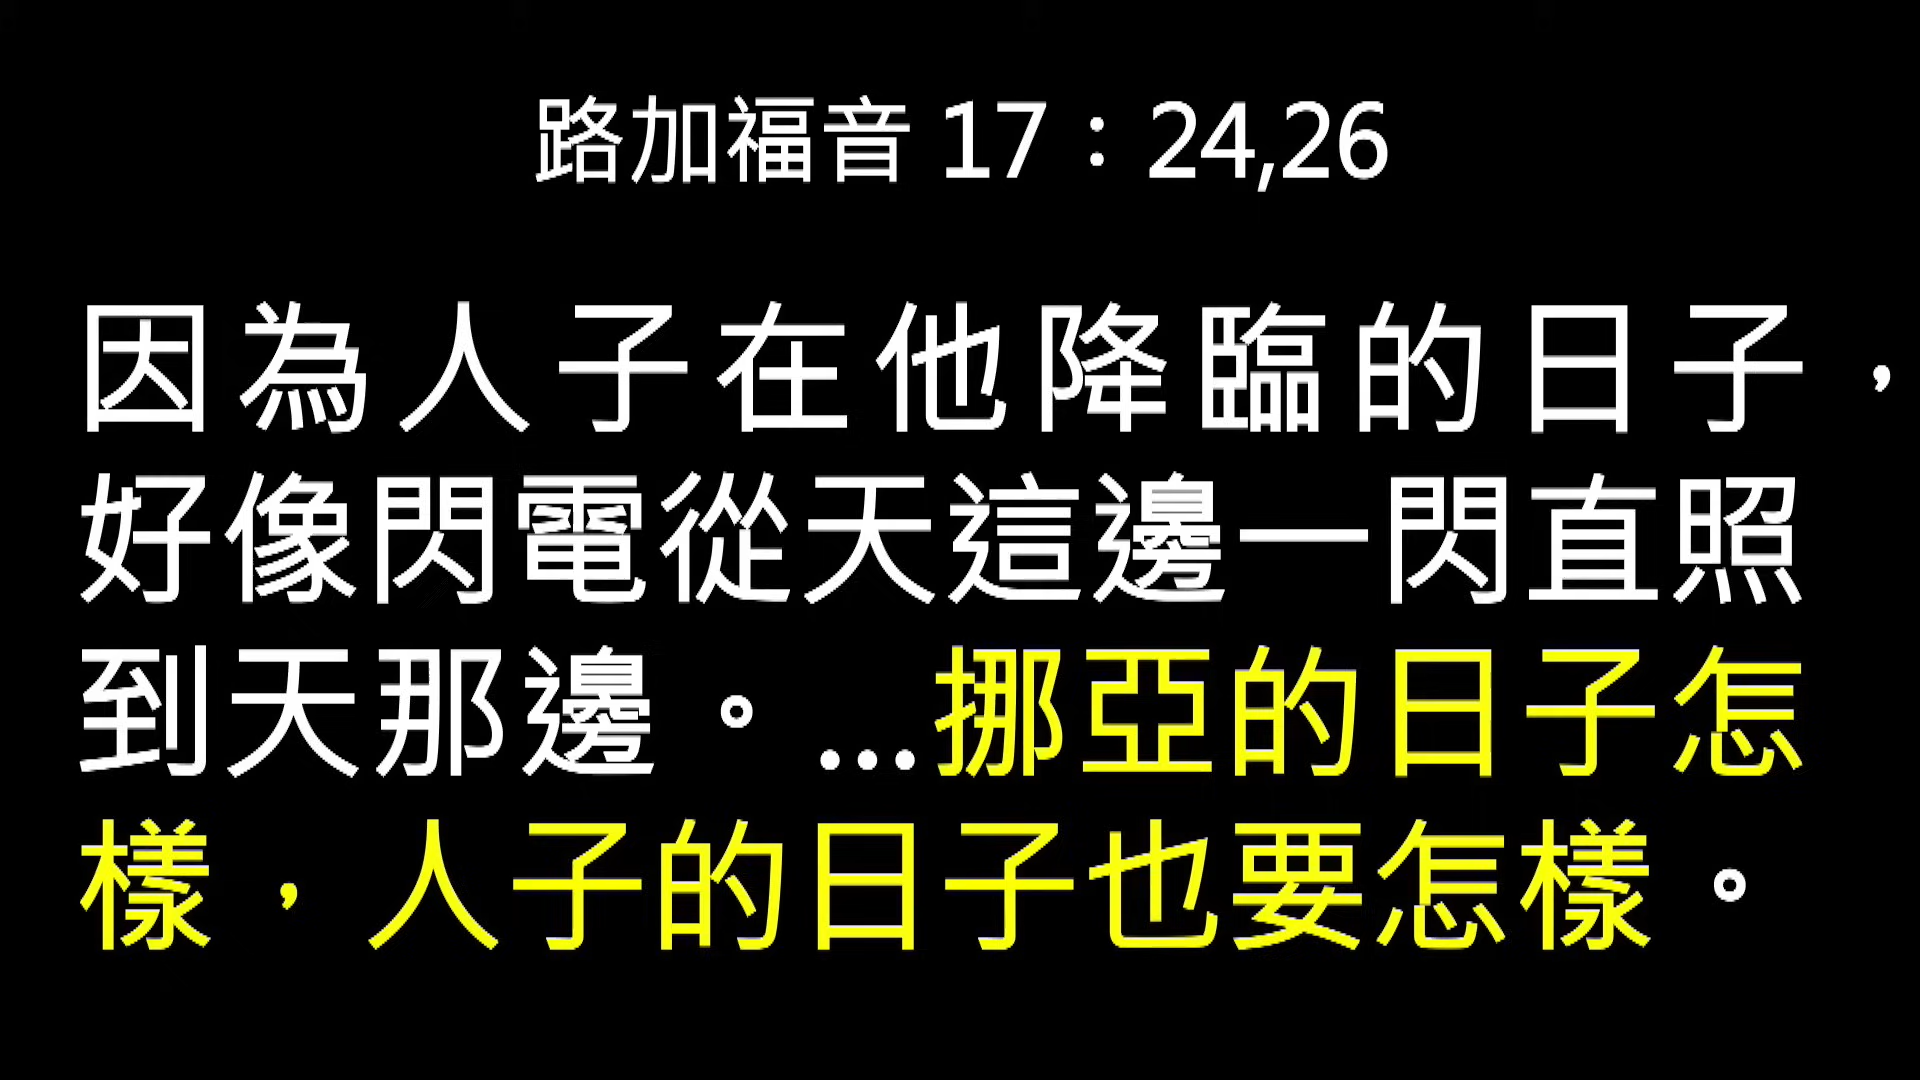 路加福音 17：24,26
因為人子在他降臨的日子，
好像閃電從天這邊一閃直照
到天那邊。…挪亞的日子怎
樣，人子的日子也要怎樣。